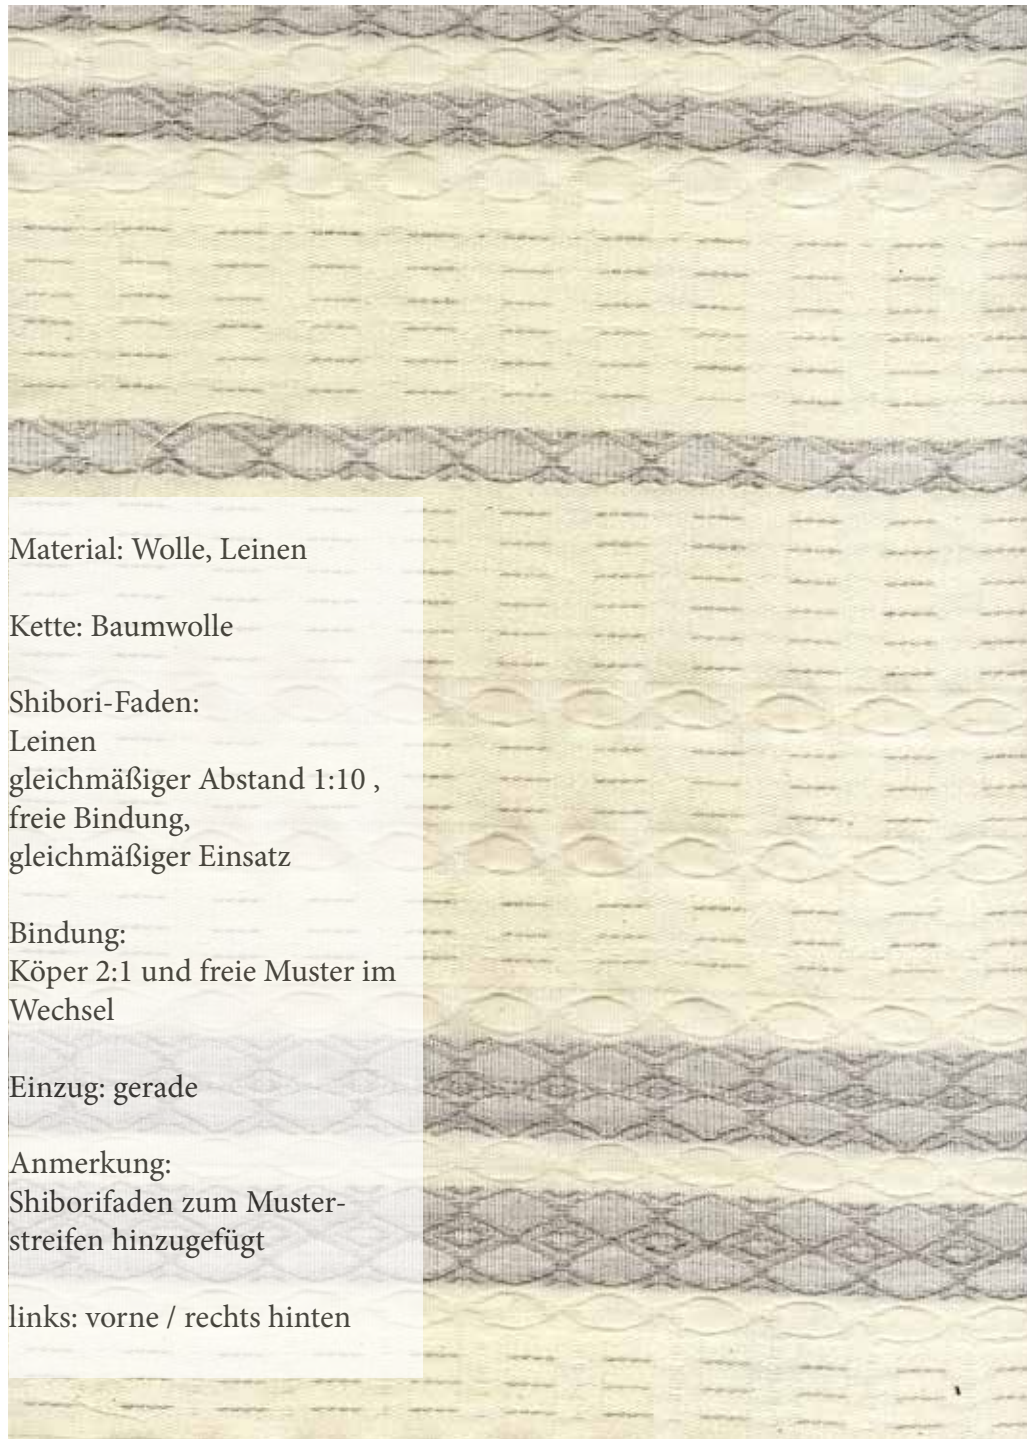 Material: Wolle, Leinen
Kette: Baumwolle
Shibori-Faden:
Leinen
gleichmäßiger Abstand 1:10 ,
freie Bindung,
gleichmäßiger Einsatz
Bindung:
Köper 2:1 und freie Muster im
Wechsel
Einzug: gerade
Anmerkung:
Shiborifaden zum Muster-
streifen hinzugefügt
links: vorne / rechts hinten